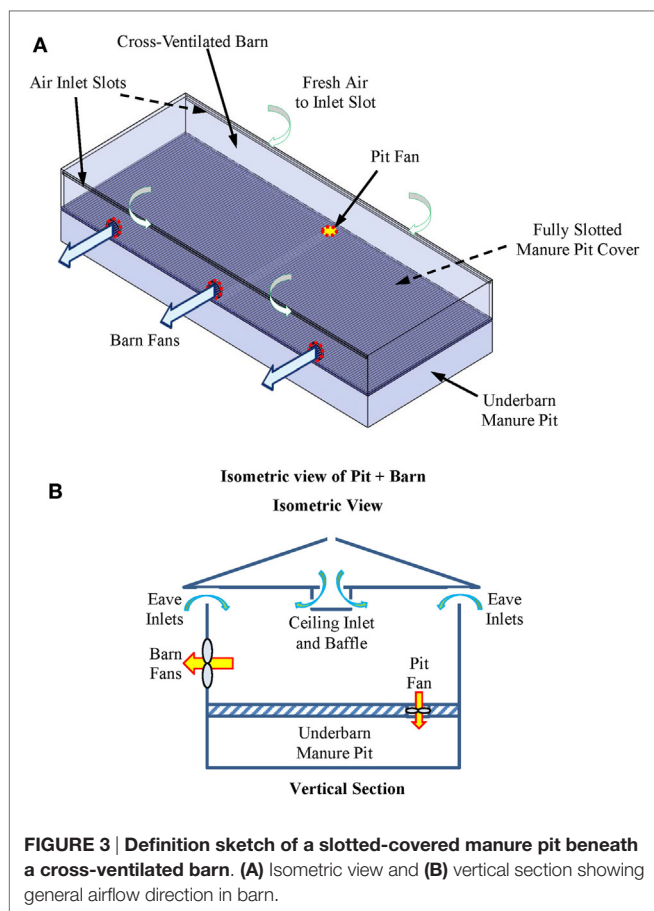 A
Cross-Ventilated Barn
Air Inlet Slots
Fresh Air
to Inlet Slot
Pit Fan
Fully Slotted
Manure Pit Cover
Barn Fans
Underbarn
Manure Pit
Isometric view of Pit + Barn
B
Isometric View
Eave
Inlets
Ceiling Inlet
and Baffle
Eave
Inlets
Barn
Fans
Pit
Fan
Underbarn
Manure Pit
Vertical Section
FIGURE 3 | Definition sketch of a slotted-covered manure pit beneath
a cross-ventilated barn. (A) Isometric view and (B) vertical section showing
general airflow direction in barn.